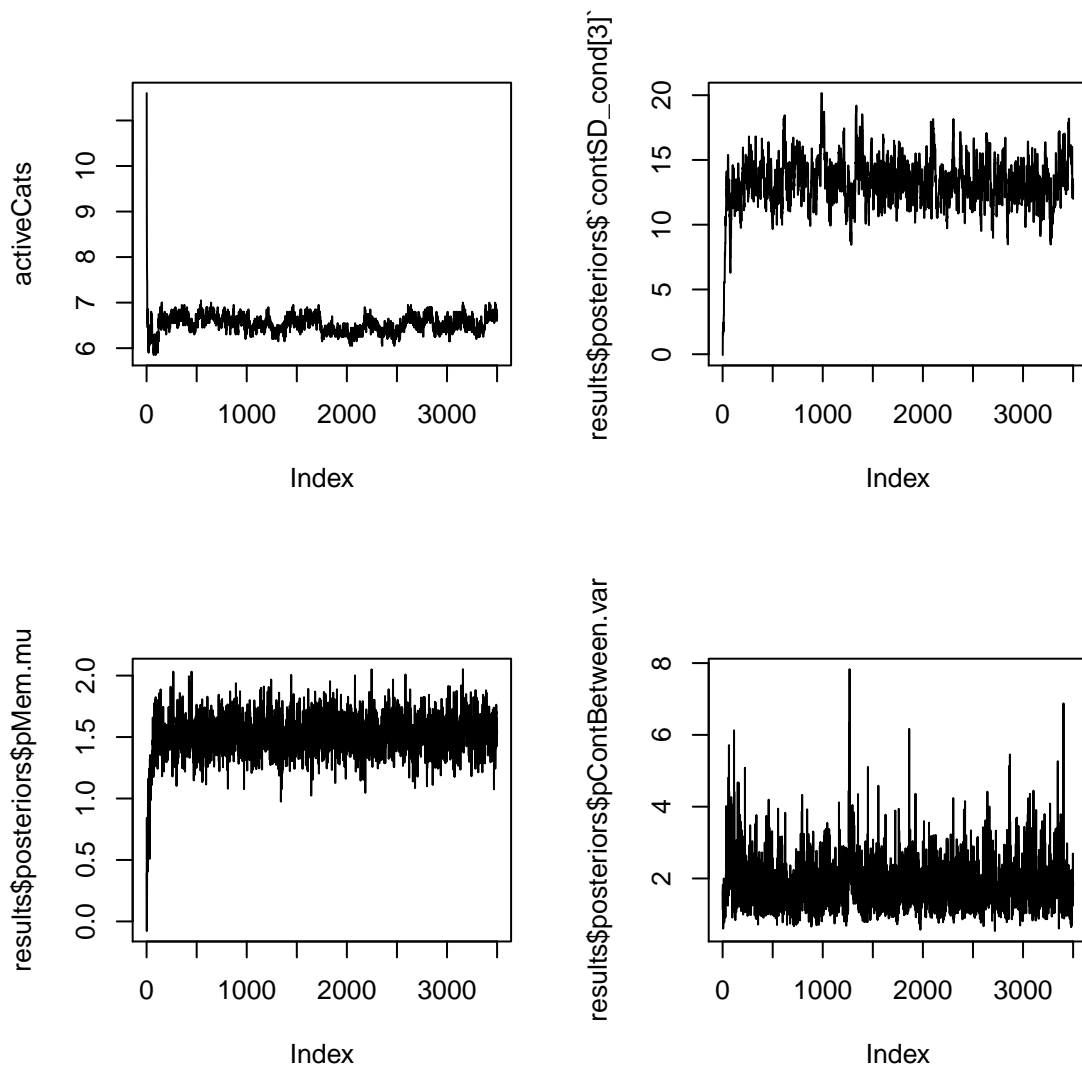 activeCats
6 7 8 9 10
0 1000 2000 3000
Index
results$posteriors$`contSD_cond[3]`
0 5 10 15 20
0 1000 2000 3000
Index
results$posteriors$pMem.mu
0.0 0.5 1.0 1.5 2.0
0 1000 2000 3000
Index
results$posteriors$pContBetween.var
2 4 6 8
0 1000 2000 3000
Index